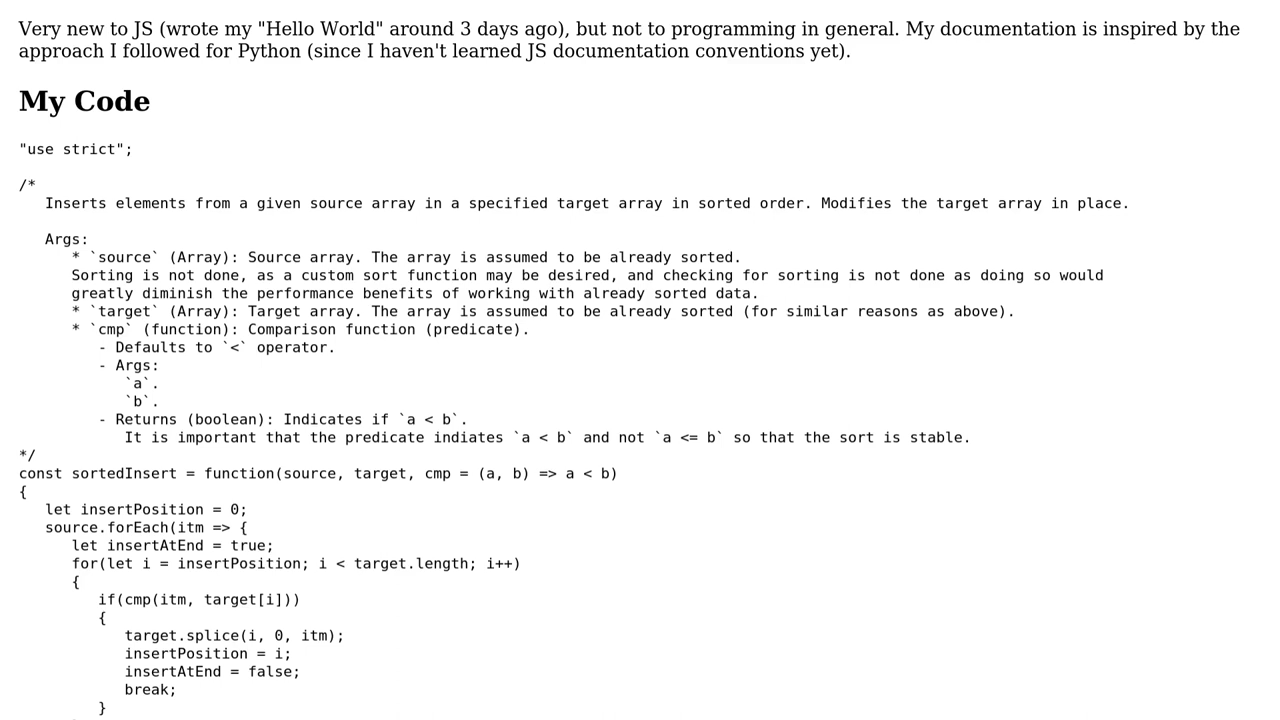 Very new to JS (wrote my "Hello World" around 3 days ago), but not to programming in general. My documentation is inspired by the
approach I followed for Python (since I haven't learned JS documentation conventions yet).
My Code
"use strict";
/*
   Inserts elements from a given source array in a specified target array in sorted order. Modifies the target array in place.
   Args:
      * `source` (Array): Source array. The array is assumed to be already sorted.
      Sorting is not done, as a custom sort function may be desired, and checking for sorting is not done as doing so would
      greatly diminish the performance benefits of working with already sorted data.
      * `target` (Array): Target array. The array is assumed to be already sorted (for similar reasons as above).
      * `cmp` (function): Comparison function (predicate).
         - Defaults to `<` operator.
         - Args:
            `a`.
            `b`.
         - Returns (boolean): Indicates if `a < b`.
            It is important that the predicate indiates `a < b` and not `a <= b` so that the sort is stable.
*/
const sortedInsert = function(source, target, cmp = (a, b) => a < b)
{
   let insertPosition = 0;
   source.forEach(itm => {
      let insertAtEnd = true;
      for(let i = insertPosition; i < target.length; i++)
      {
         if(cmp(itm, target[i]))
         {
            target.splice(i, 0, itm);
            insertPosition = i;
            insertAtEnd = false;
            break;
         }